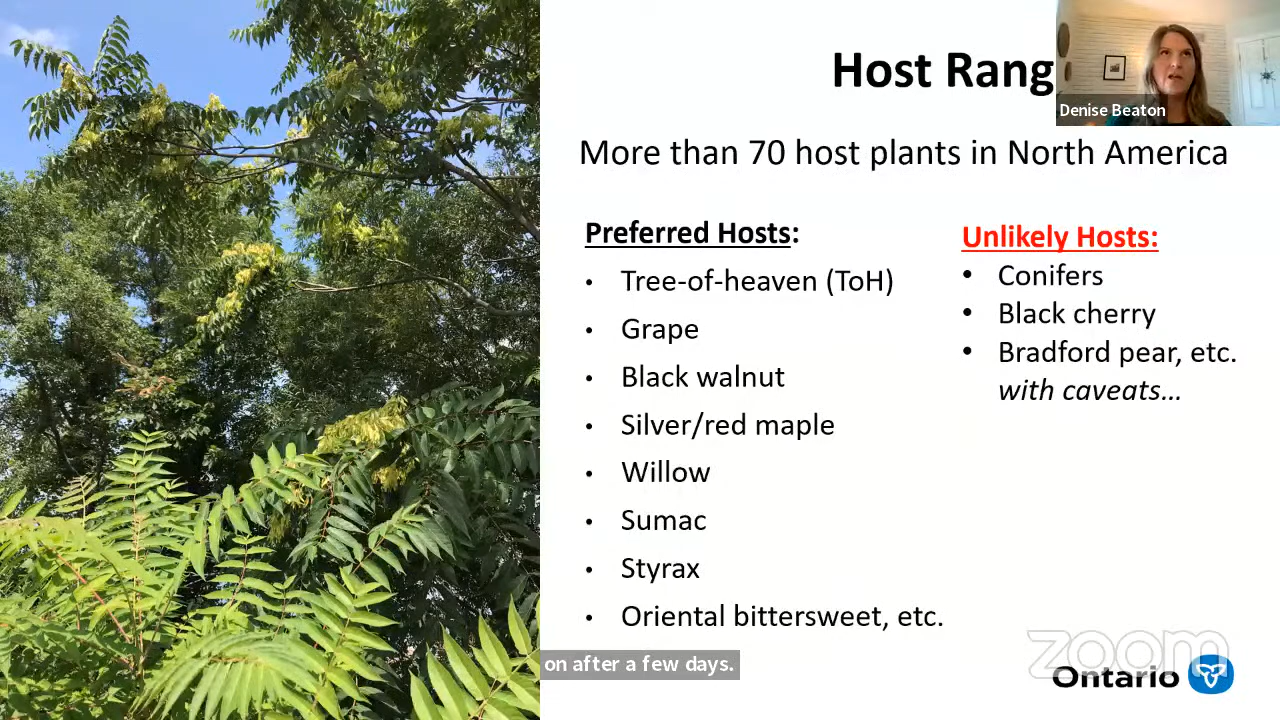 Host Rang
Denise Beaton
More than 70 host plants in North America
Preferred Hosts:
• Tree-of-heaven (ToH)
• Grape
• Black walnut
• Silver/red maple
• Willow
• Sumac
• Styrax
• Oriental bittersweet, etc.
Unlikely Hosts:
• Conifers
• Black cherry
• Bradford pear, etc.
with caveats...
on after a few days.
zoom
Ontario